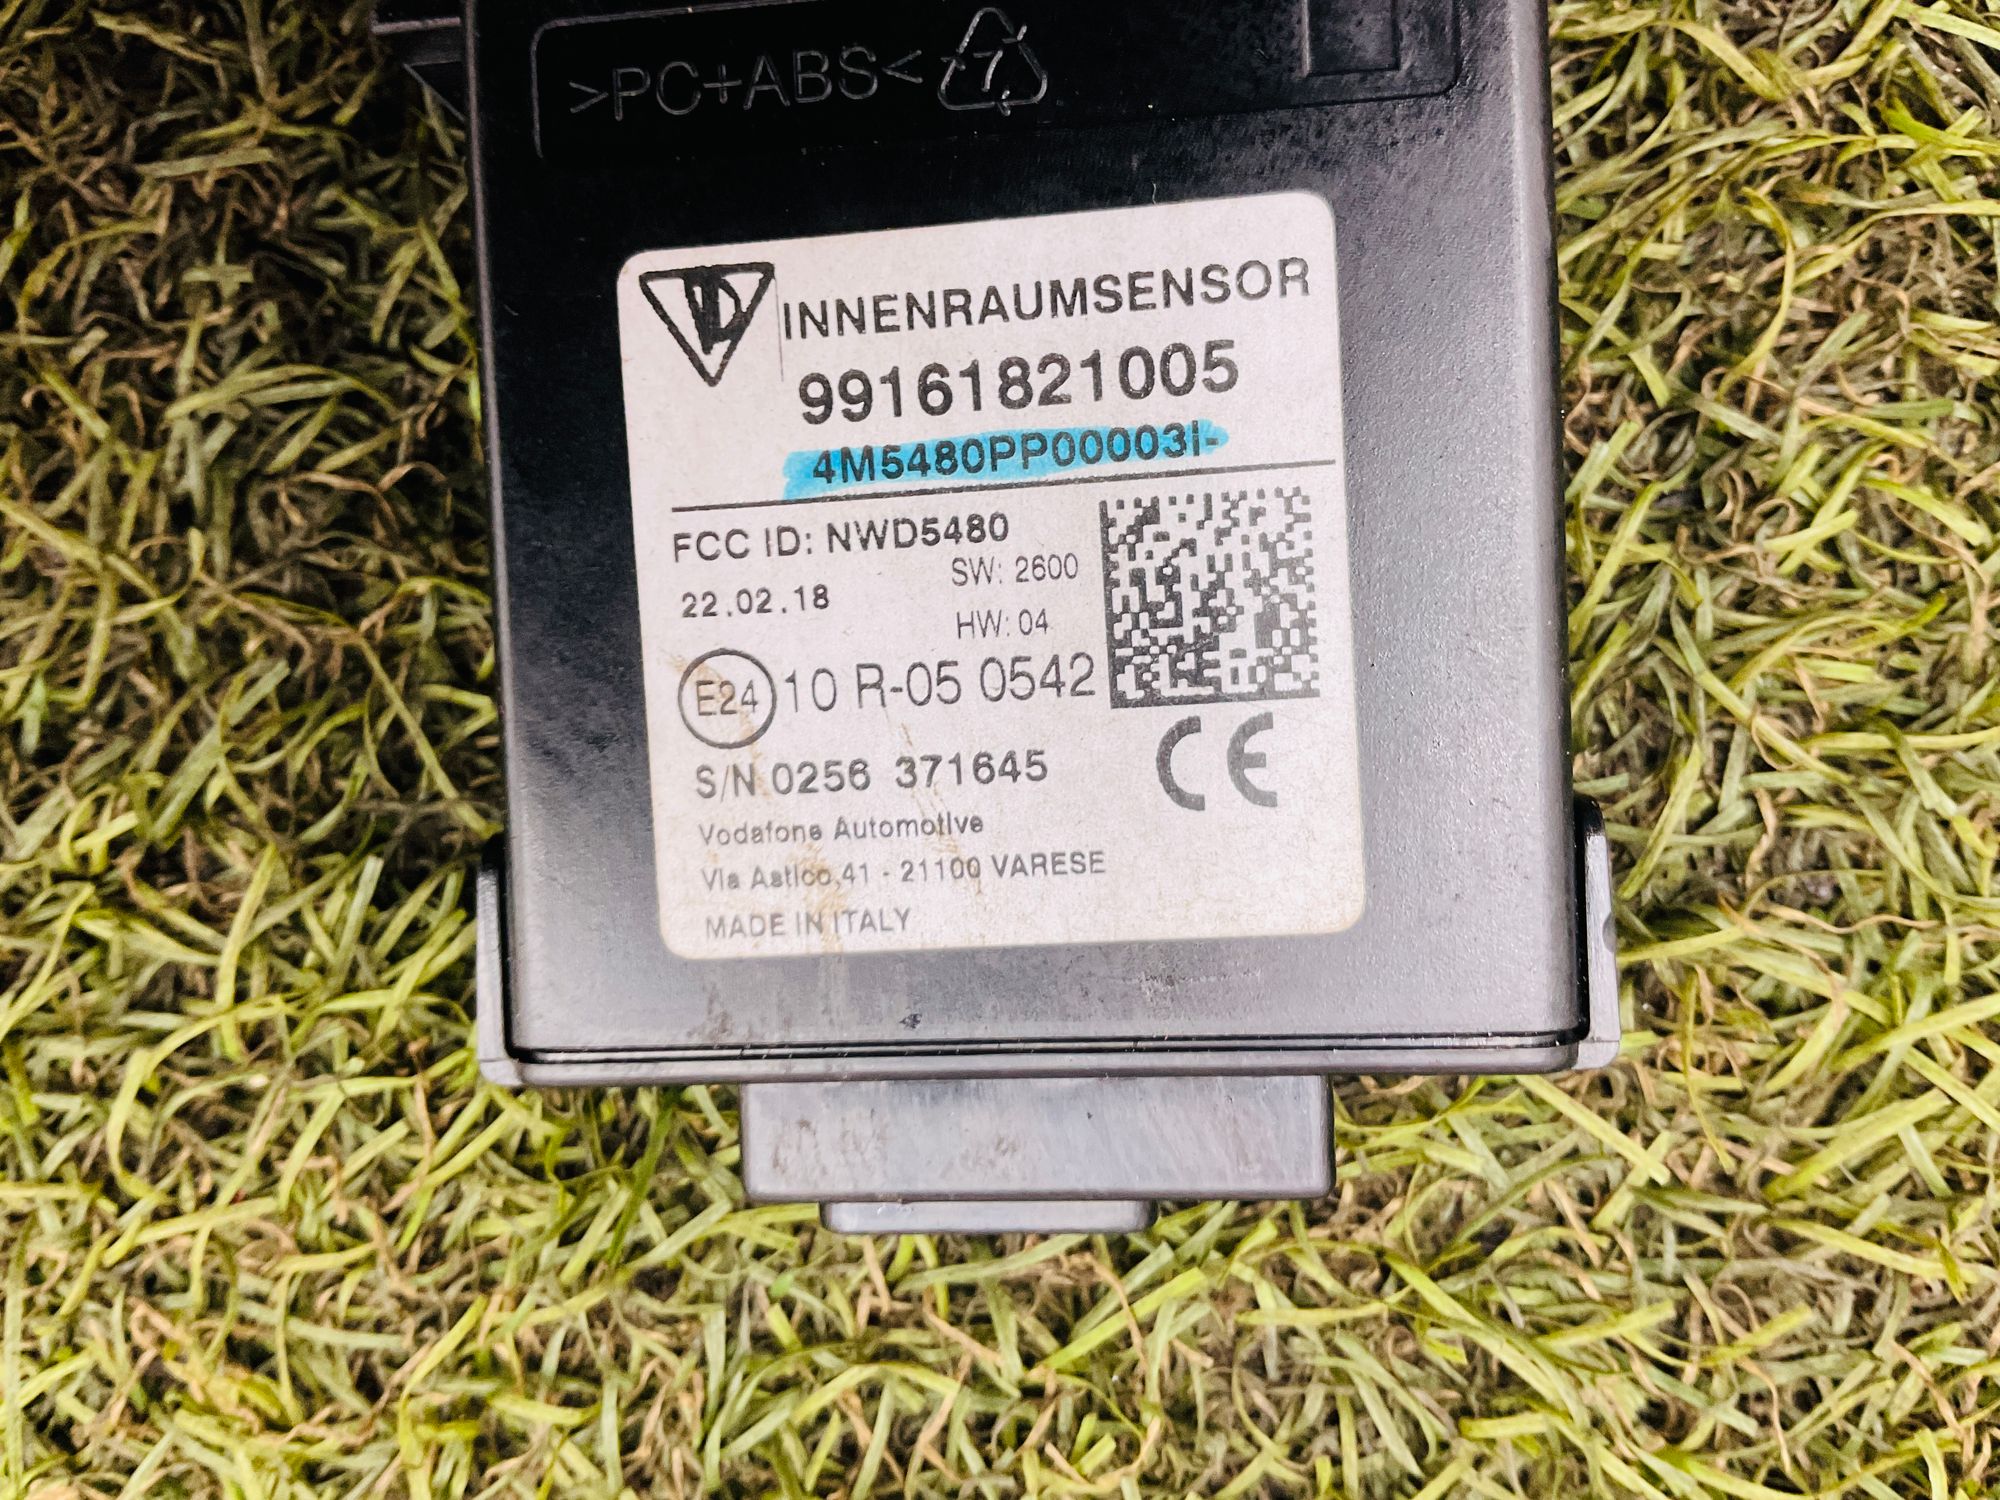 >PC+ABS<
7
INNENRAUMSENSOR
99161821005
4M5480PP00003I-
FCC ID: NWD5480
22.02.18
SW: 2600
HW: 04
E24 10 R-05 0542
S/N 0256 371645
CE
Vodafone Automotive
Via Astico,41 - 21100 VARESE
MADE IN ITALY